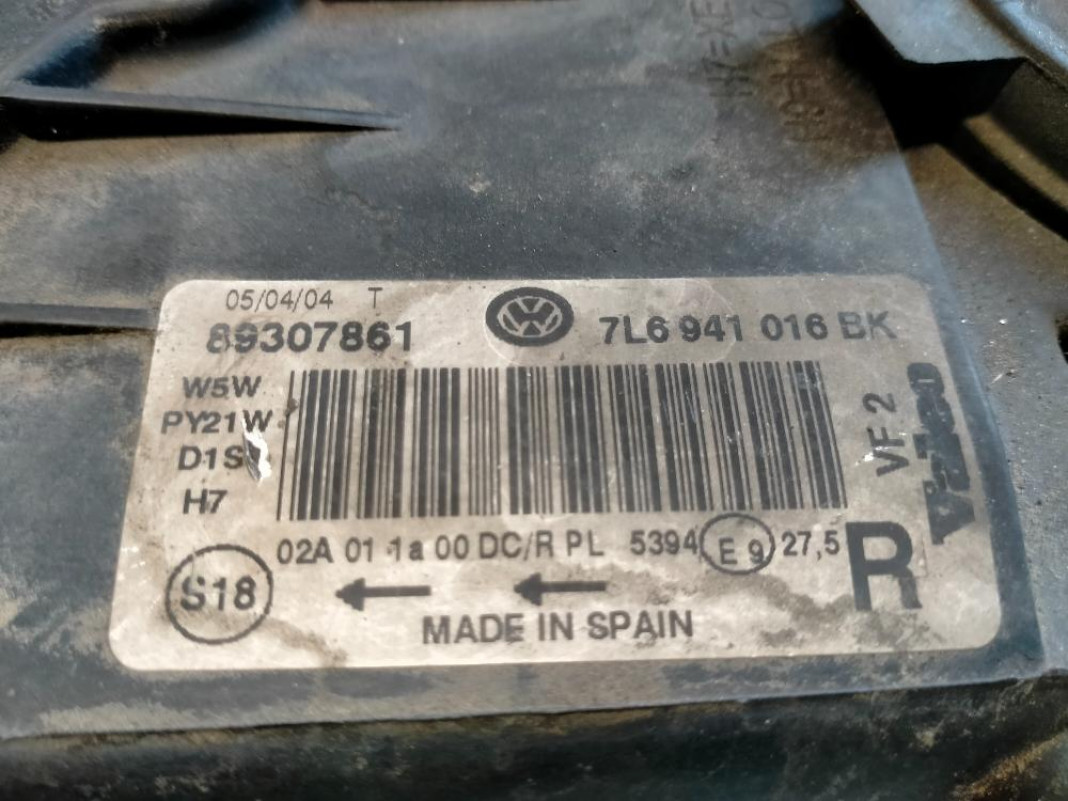 05/04/04 T
89307861
7L6 941 016 BK
W5W
PY21W
D1S
H7
VF 2
Valeo
02A 01 1a 00 DC/R PL 5394 E 9 27,5
R
S18
MADE IN SPAIN